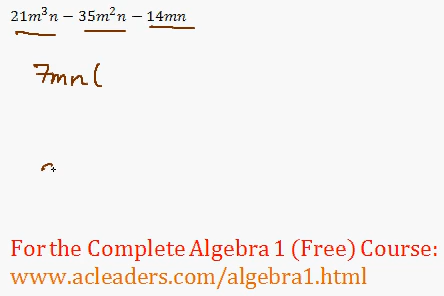 21m³n − 35m²n − 14mn
7mn(
For the Complete Algebra 1 (Free) Course:
www.acleaders.com/algebra1.html